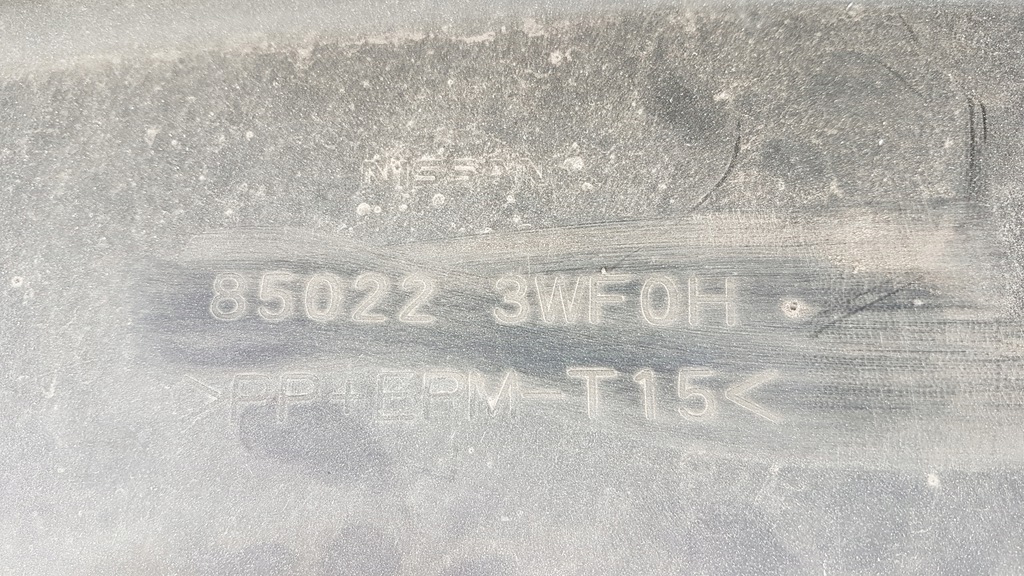 NISSAN
85022 3WF0H
>PP+EPM-T15<